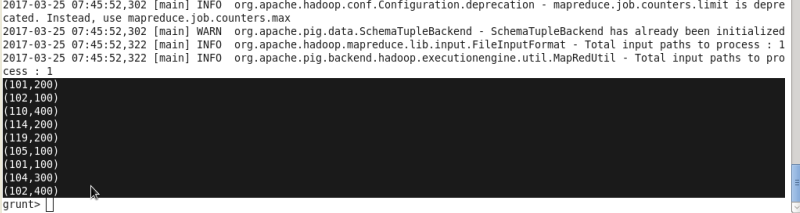 2017-03-25 07:45:52,302 [main] INFO  org.apache.hadoop.conf.Configuration.deprecation - mapreduce.job.counters.limit is depre
cated. Instead, use mapreduce.job.counters.max
2017-03-25 07:45:52,302 [main] WARN  org.apache.pig.data.SchemaTupleBackend - SchemaTupleBackend has already been initialized
2017-03-25 07:45:52,322 [main] INFO  org.apache.hadoop.mapreduce.lib.input.FileInputFormat - Total input paths to process : 1
2017-03-25 07:45:52,322 [main] INFO  org.apache.pig.backend.hadoop.executionengine.util.MapRedUtil - Total input paths to pro
cess : 1
(101,200)
(102,100)
(110,400)
(114,200)
(119,200)
(105,100)
(101,100)
(104,300)
(102,400)
grunt>